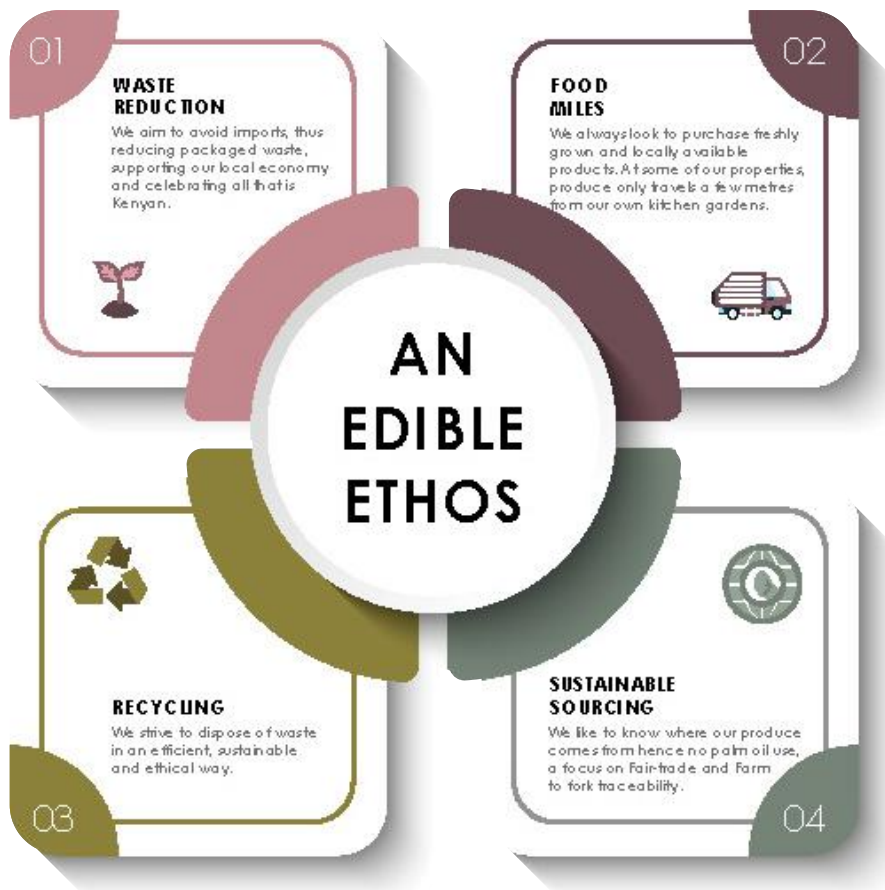 01
WASTE
REDUCTION
We aim to avoid imports, thus
reducing packaged waste,
supporting our local economy
and celebrating all that is
Kenyan.
02
FOOD
MILES
We always look to purchase freshly
grown and locally available
products. At some of our properties,
produce only travels a few metres
from our own kitchen gardens.
AN
EDIBLE
ETHOS
RECYCLING
We strive to dispose of waste
in an efficient, sustainable
and ethical way.
03
SUSTAINABLE
SOURCING
We like to know where our produce
comes from hence no palm oil use,
a focus on Fair-trade and Farm
to fork traceability.
04